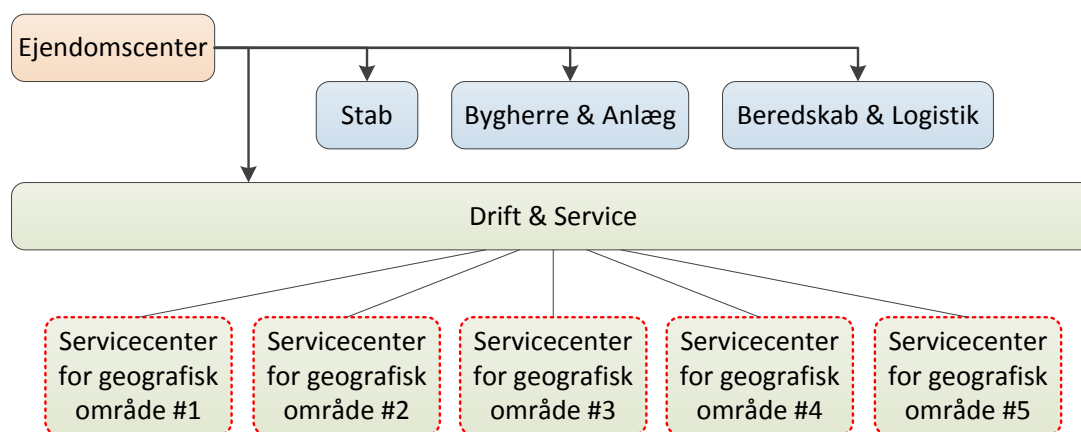 Ejendomscenter
Stab
Bygherre & Anlæg
Beredskab & Logistik
Drift & Service
Servicecenter
for geografisk
område #1
Servicecenter
for geografisk
område #2
Servicecenter
for geografisk
område #3
Servicecenter
for geografisk
område #4
Servicecenter
for geografisk
område #5